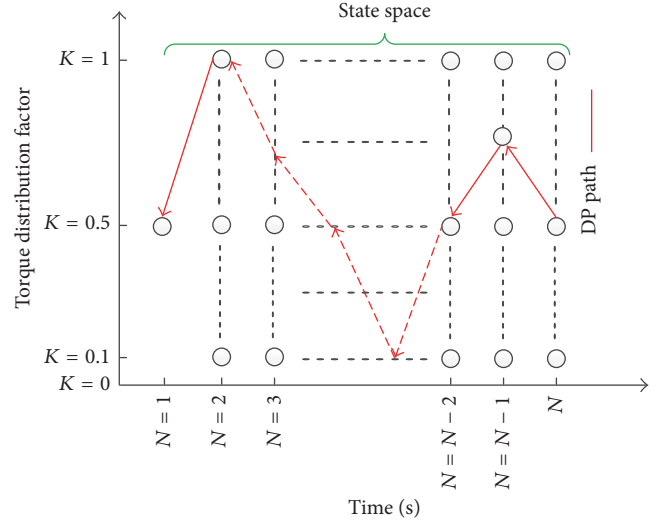 State space
K = 1
K = 0.5
K = 0.1
K = 0
Torque distribution factor
DP path
N = 1
N = 2
N = 3
N = N − 2
N = N − 1
N
Time (s)